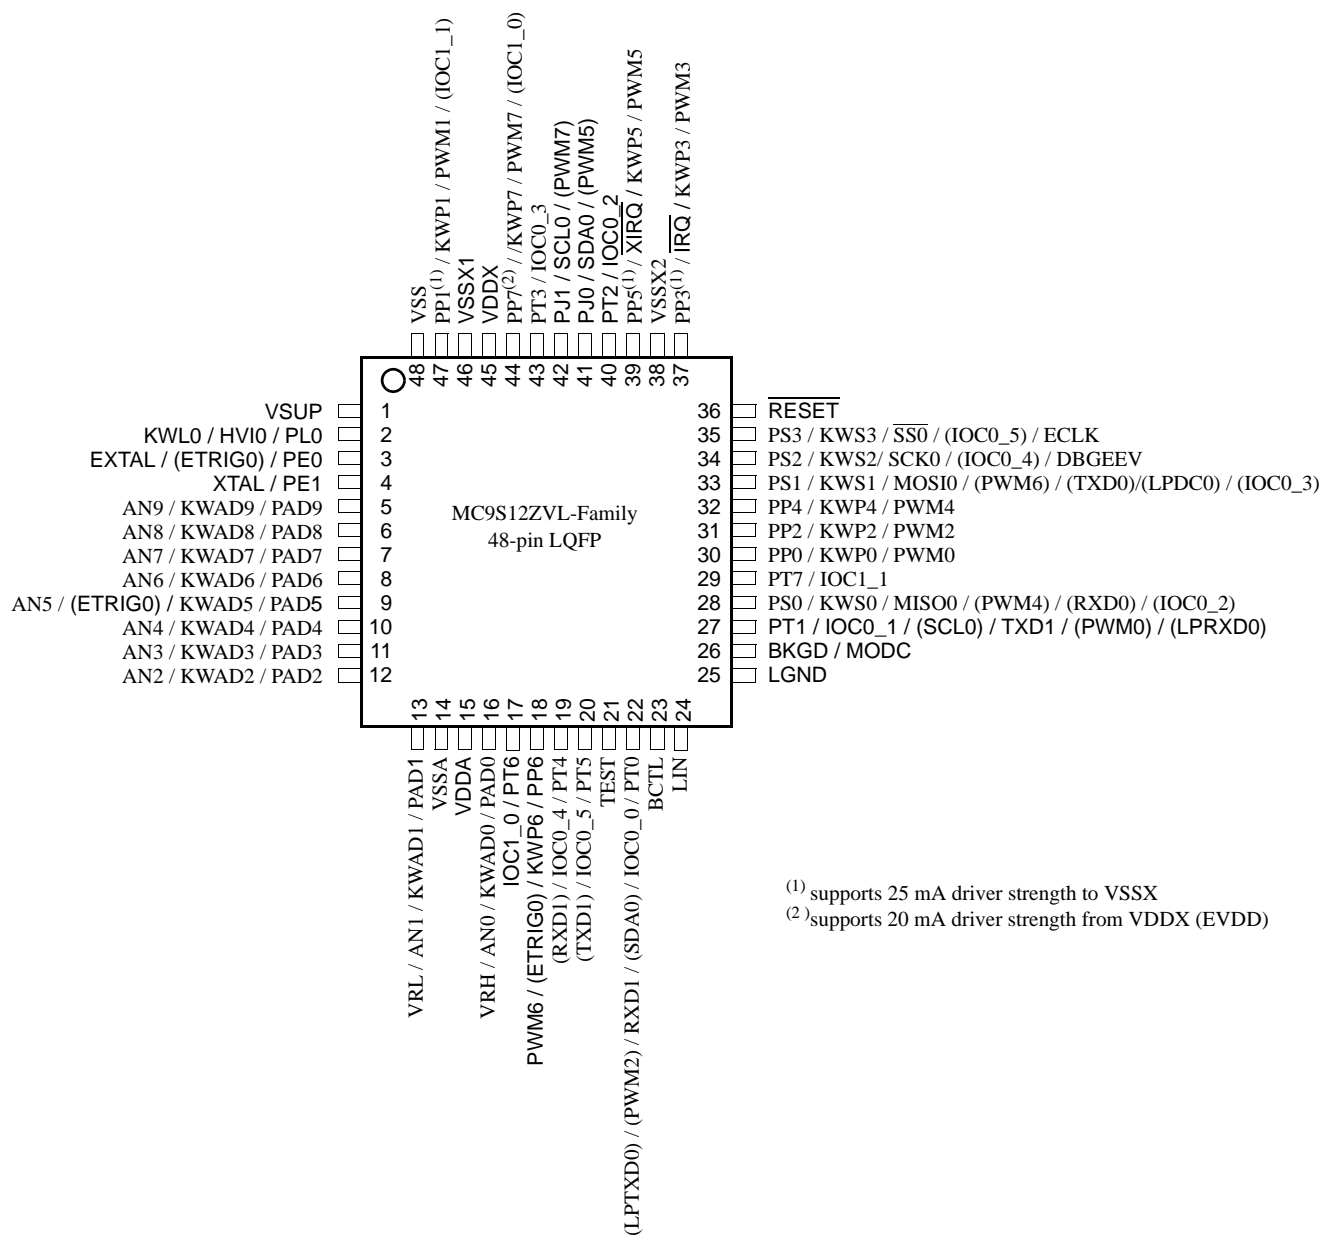 VSS
PP1(1) / KWP1 / PWM1 / (IOC1_1)
VSSX1
VDDX
PP7(2) / /KWP7 / PWM7 / (IOC1_0)
PT3 / IOC0_3
PJ1 / SCL0 / (PWM7)
PJ0 / SDA0 / (PWM5)
PT2 / IOC0_2
PP5(1) / XIRQ / KWP5 / PWM5
VSSX2
PP3(1) / IRQ / KWP3 / PWM3
48
47
46
45
44
43
42
41
40
39
38
37
VSUP 1
KWL0 / HVI0 / PL0 2
EXTAL / (ETRIG0) / PE0 3
XTAL / PE1 4
AN9 / KWAD9 / PAD9 5
AN8 / KWAD8 / PAD8 6
AN7 / KWAD7 / PAD7 7
AN6 / KWAD6 / PAD6 8
AN5 / (ETRIG0) / KWAD5 / PAD5 9
AN4 / KWAD4 / PAD4 10
AN3 / KWAD3 / PAD3 11
AN2 / KWAD2 / PAD2 12
MC9S12ZVL-Family
48-pin LQFP
36 RESET
35 PS3 / KWS3 / SS0 / (IOC0_5) / ECLK
34 PS2 / KWS2/ SCK0 / (IOC0_4) / DBGEEV
33 PS1 / KWS1 / MOSI0 / (PWM6) / (TXD0)/(LPDC0) / (IOC0_3)
32 PP4 / KWP4 / PWM4
31 PP2 / KWP2 / PWM2
30 PP0 / KWP0 / PWM0
29 PT7 / IOC1_1
28 PS0 / KWS0 / MISO0 / (PWM4) / (RXD0) / (IOC0_2)
27 PT1 / IOC0_1 / (SCL0) / TXD1 / (PWM0) / (LPRXD0)
26 BKGD / MODC
25 LGND
13
14
15
16
17
18
19
20
21
22
23
24
VRL / AN1 / KWAD1 / PAD1
VSSA
VDDA
VRH / AN0 / KWAD0 / PAD0
IOC1_0 / PT6
PWM6 / (ETRIG0) / KWP6 / PP6
(RXD1) / IOC0_4 / PT4
(TXD1) / IOC0_5 / PT5
TEST
(LPTXD0) / (PWM2) / RXD1 / (SDA0) / IOC0_0 / PT0
BCTL
LIN
(1) supports 25 mA driver strength to VSSX
(2 )supports 20 mA driver strength from VDDX (EVDD)